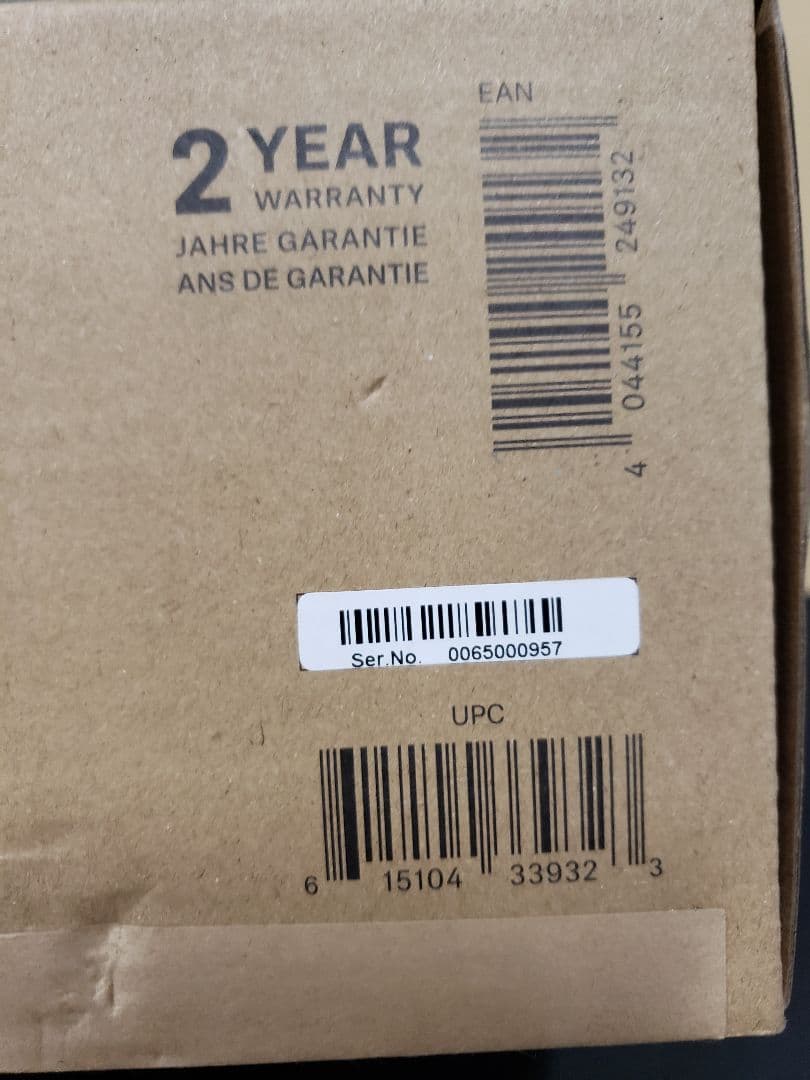 2 YEAR
WARRANTY
JAHRE GARANTIE
ANS DE GARANTIE
EAN
4 044155 249132
Ser.No. 0065000957
UPC
6 15104 33932 3